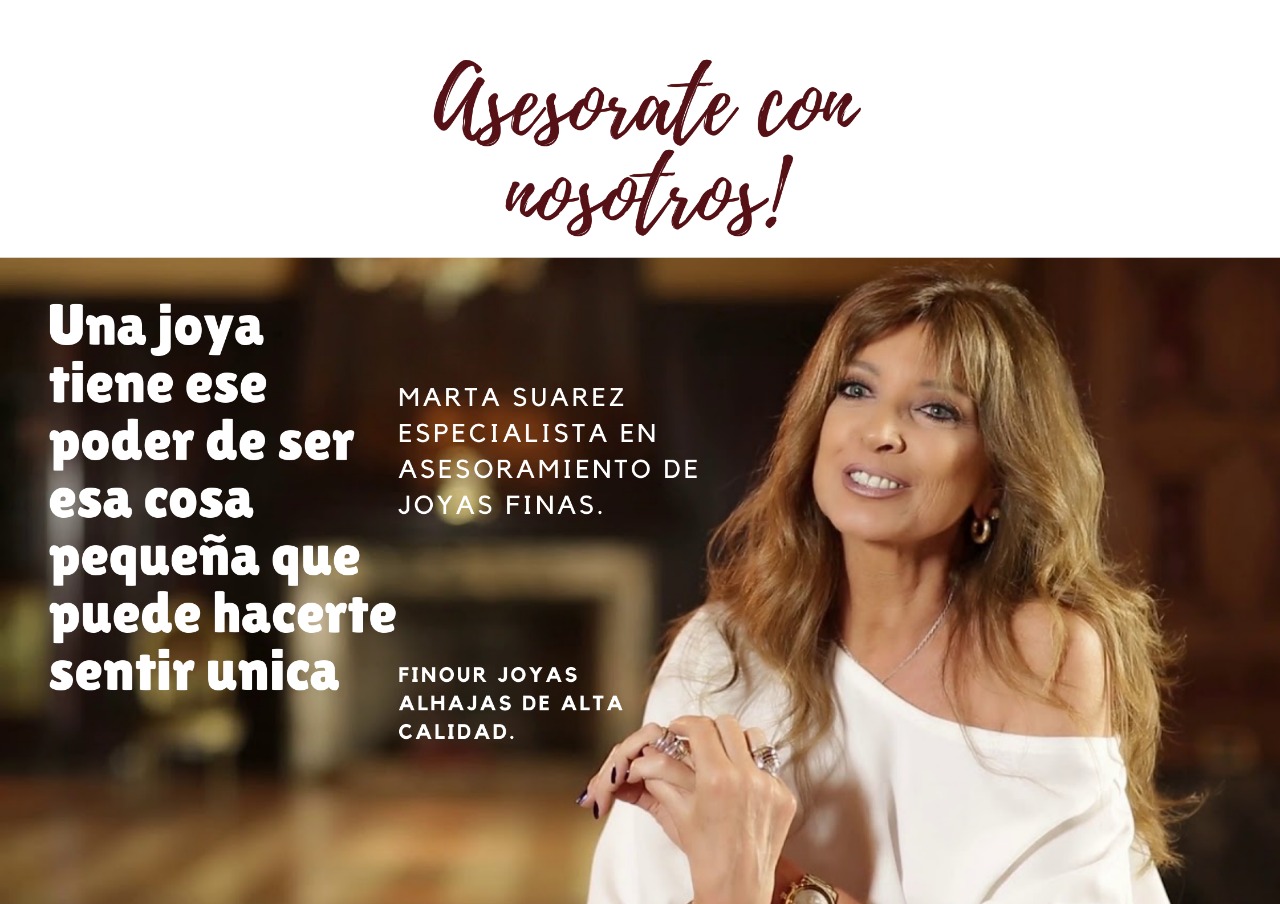 Asesorate con
nosotros!
Una joya
tiene ese
poder de ser
esa cosa
pequeña que
puede hacerte
sentir unica
MARTA SUAREZ
ESPECIALISTA EN
ASESORAMIENTO DE
JOYAS FINAS.
FINOUR JOYAS
ALHAJAS DE ALTA
CALIDAD.